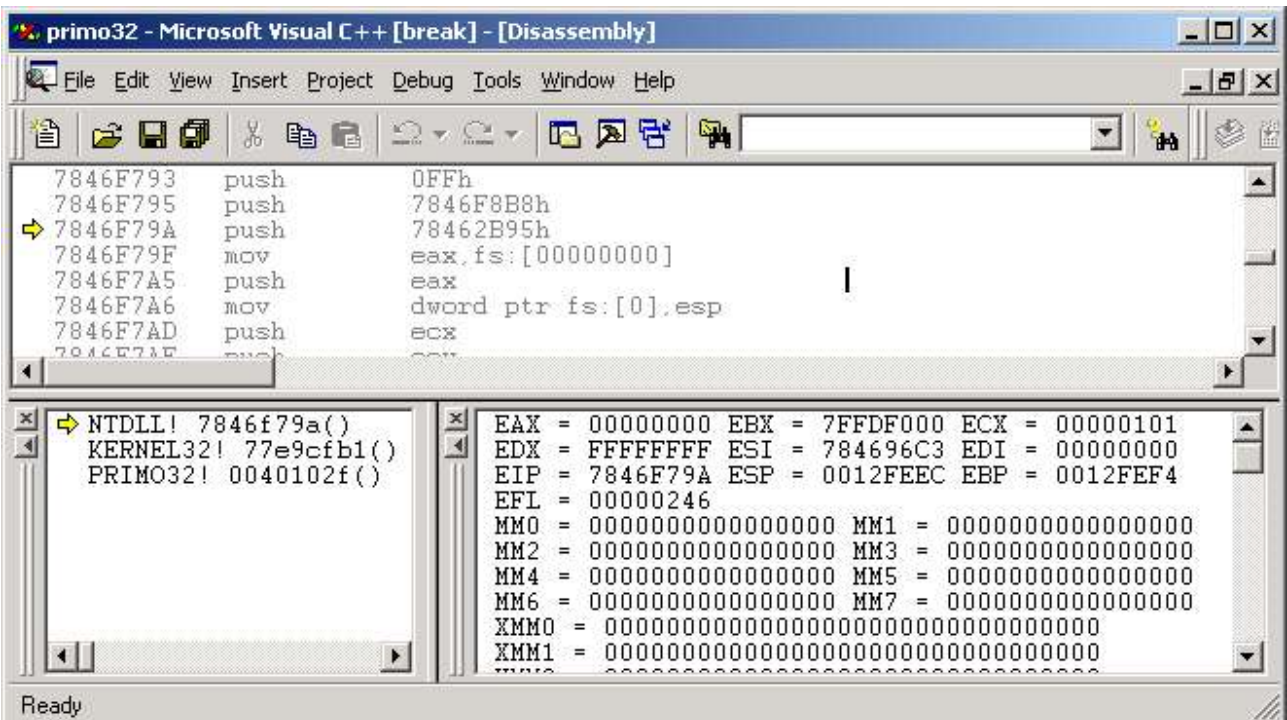 primo32 - Microsoft Visual C++ [break] - [Disassembly]
File Edit View Insert Project Debug Tools Window Help
7846F793 push 0FFh
7846F795 push 7846F8B8h
7846F79A push 78462B95h
7846F79F mov eax,fs:[00000000]
7846F7A5 push eax
7846F7A6 mov dword ptr fs:[0],esp
7846F7AD push ecx
NTDLL! 7846f79a()
KERNEL32! 77e9cfb1()
PRIMO32! 0040102f()
EAX = 00000000 EBX = 7FFDF000 ECX = 00000101
EDX = FFFFFFFF ESI = 784696C3 EDI = 00000000
EIP = 7846F79A ESP = 0012FEEC EBP = 0012FEF4
EFL = 00000246
MM0 = 0000000000000000 MM1 = 0000000000000000
MM2 = 0000000000000000 MM3 = 0000000000000000
MM4 = 0000000000000000 MM5 = 0000000000000000
MM6 = 0000000000000000 MM7 = 0000000000000000
XMM0 = 00000000000000000000000000000000
XMM1 = 00000000000000000000000000000000
Ready